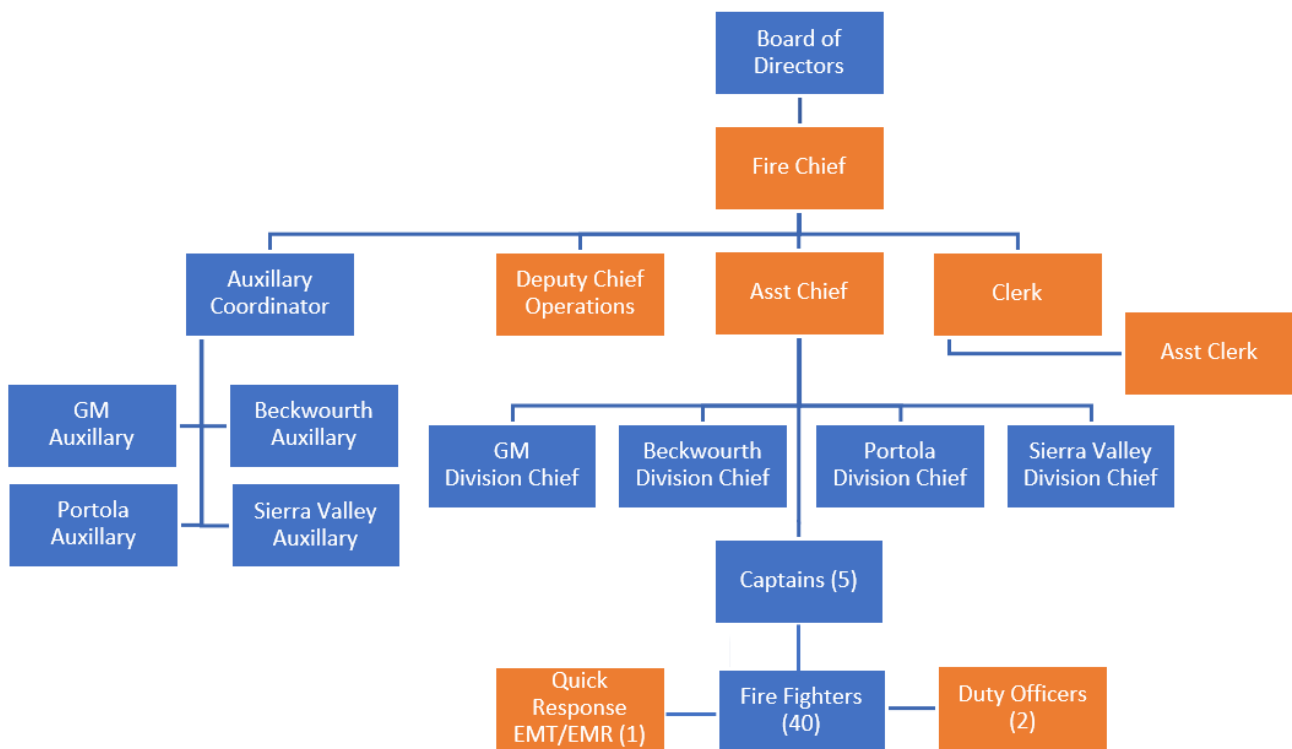 Board of
Directors
Fire Chief
Auxillary
Coordinator
Deputy Chief
Operations
Asst Chief
Clerk
Asst Clerk
GM
Auxillary
Beckwourth
Auxillary
Portola
Auxillary
Sierra Valley
Auxillary
GM
Division Chief
Beckwourth
Division Chief
Portola
Division Chief
Sierra Valley
Division Chief
Captains (5)
Quick
Response
EMT/EMR (1)
Fire Fighters
(40)
Duty Officers
(2)